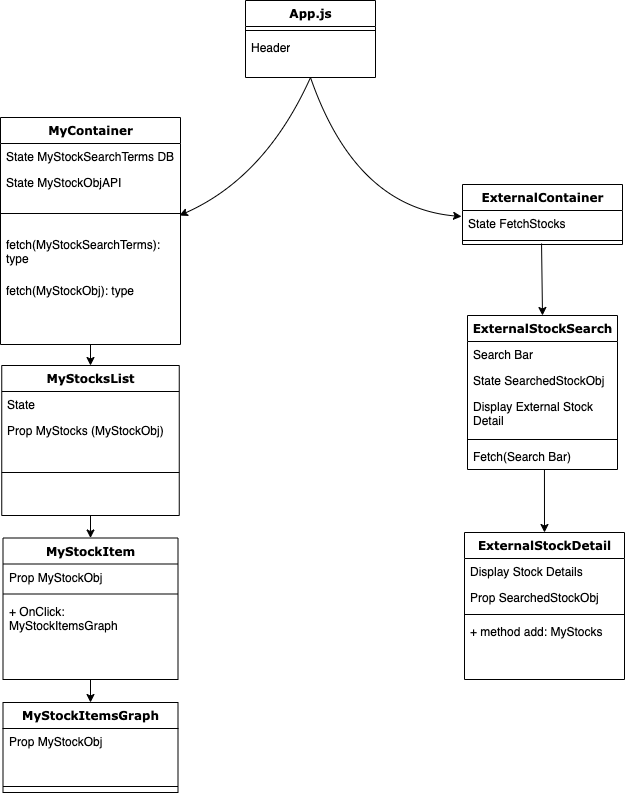 App.js
Header
MyContainer
State MyStockSearchTerms DB
State MyStockObjAPI
fetch(MyStockSearchTerms):
type
fetch(MyStockObj): type
MyStocksList
State
Prop MyStocks (MyStockObj)
MyStockItem
Prop MyStockObj
+ OnClick:
MyStockItemsGraph
MyStockItemsGraph
Prop MyStockObj
ExternalContainer
State FetchStocks
ExternalStockSearch
Search Bar
State SearchedStockObj
Display External Stock
Detail
Fetch(Search Bar)
ExternalStockDetail
Display Stock Details
Prop SearchedStockObj
+ method add: MyStocks